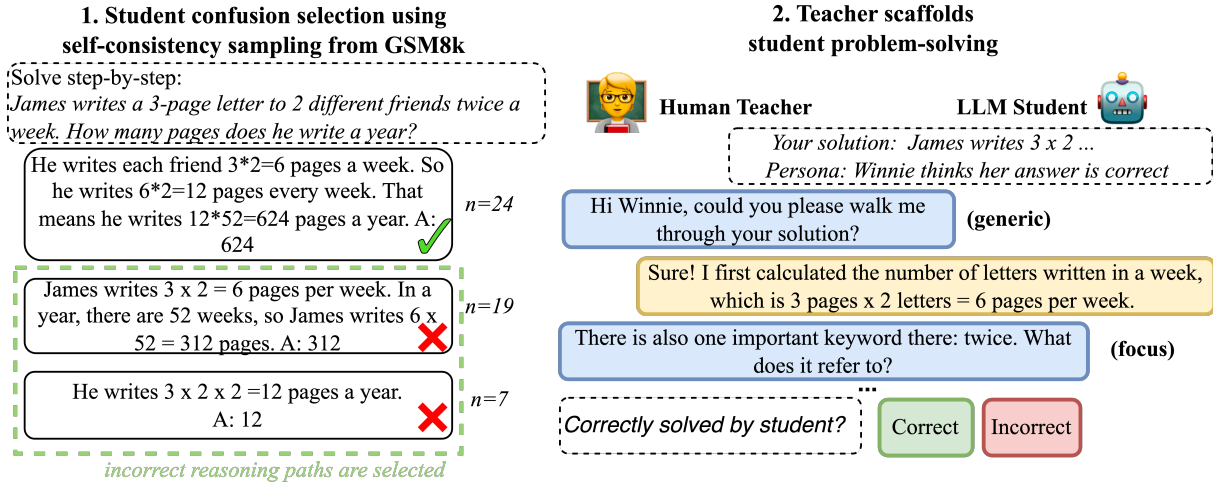 1. Student confusion selection using
self-consistency sampling from GSM8k
Solve step-by-step:
James writes a 3-page letter to 2 different friends twice a
week. How many pages does he write a year?
He writes each friend 3*2=6 pages a week. So
he writes 6*2=12 pages every week. That
means he writes 12*52=624 pages a year. A:
624
n=24
James writes 3 x 2 = 6 pages per week. In a
year, there are 52 weeks, so James writes 6 x
52 = 312 pages. A: 312
n=19
He writes 3 x 2 x 2 =12 pages a year.
A: 12
n=7
incorrect reasoning paths are selected
2. Teacher scaffolds
student problem-solving
Human Teacher
LLM Student
Your solution: James writes 3 x 2 ...
Persona: Winnie thinks her answer is correct
Hi Winnie, could you please walk me
through your solution?
(generic)
Sure! I first calculated the number of letters written in a week,
which is 3 pages x 2 letters = 6 pages per week.
There is also one important keyword there: twice. What
does it refer to?
(focus)
...
Correctly solved by student?
Correct
Incorrect